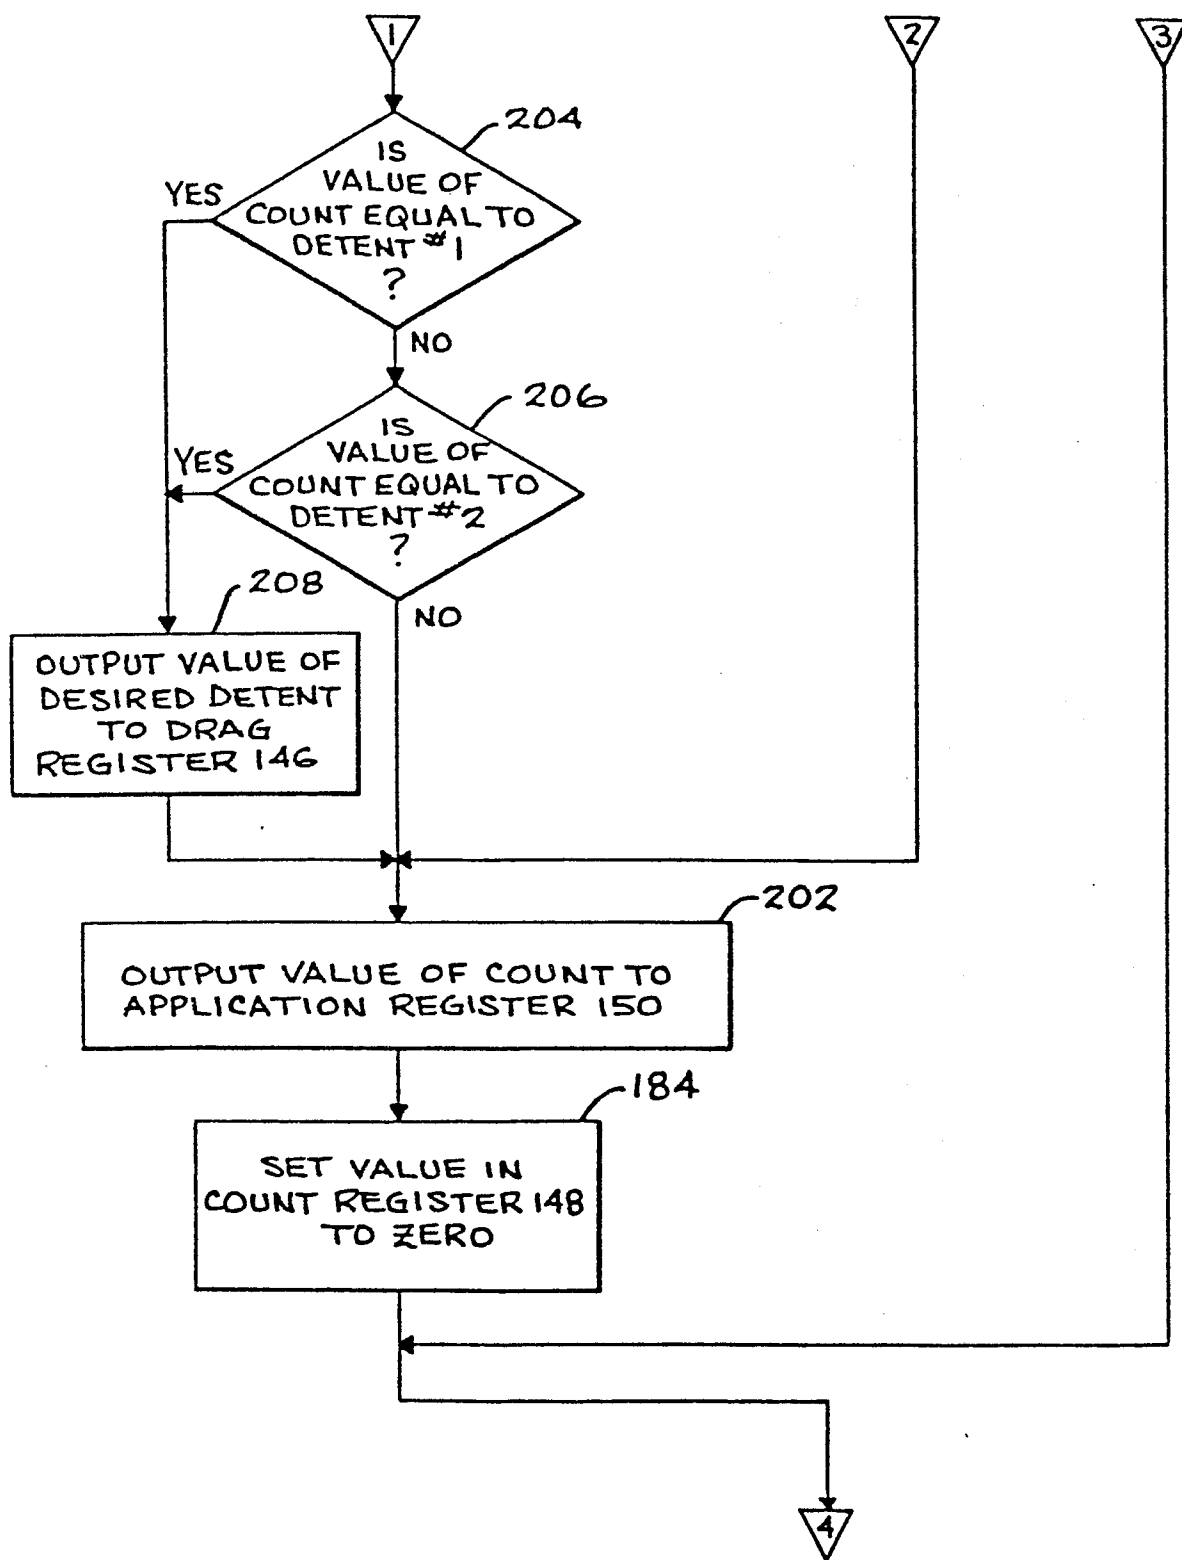 1
2
3
204
IS
VALUE OF
COUNT EQUAL TO
DETENT #1
?
YES
NO
206
IS
VALUE OF
COUNT EQUAL TO
DETENT #2
?
YES
NO
208
OUTPUT VALUE OF
DESIRED DETENT
TO DRAG
REGISTER 146
202
OUTPUT VALUE OF COUNT TO
APPLICATION REGISTER 150
184
SET VALUE IN
COUNT REGISTER 148
TO ZERO
4